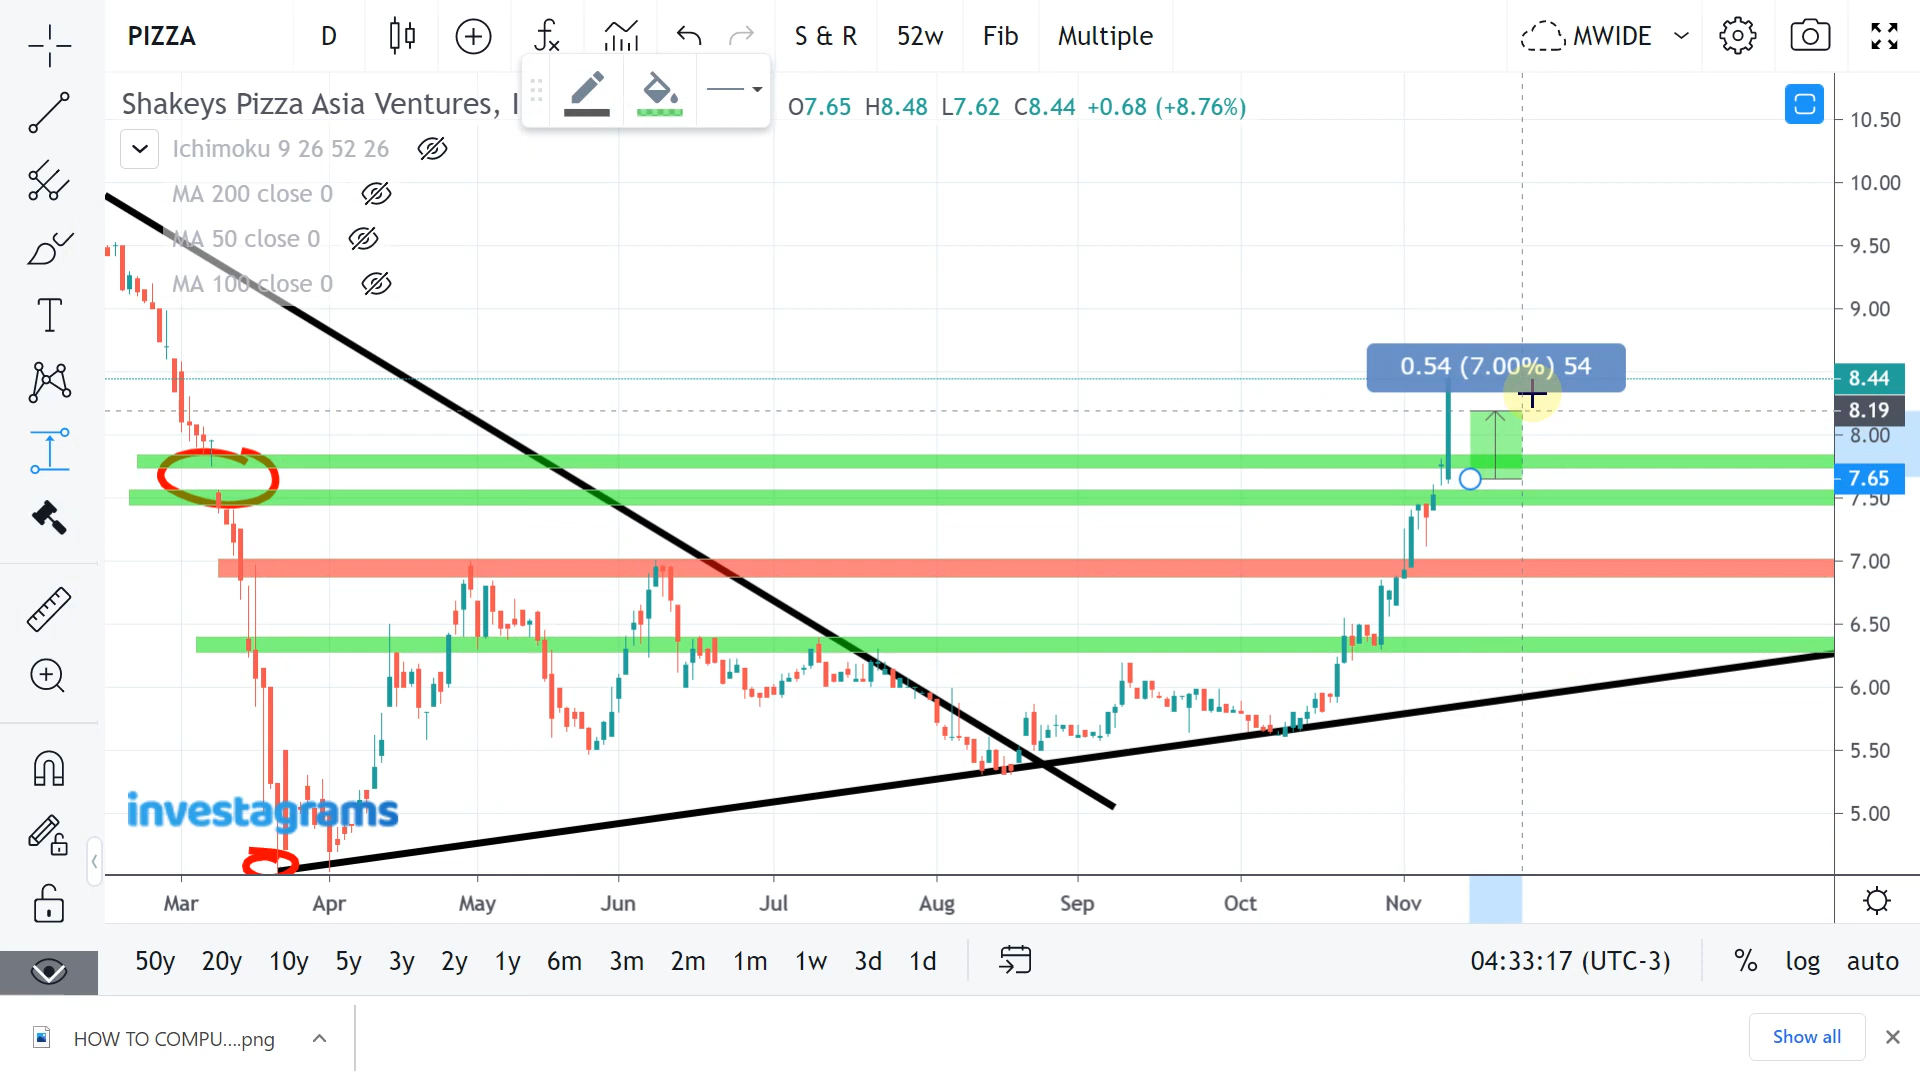 PIZZA D S & R 52w Fib Multiple MWIDE
Shakeys Pizza Asia Ventures, I O7.65 H8.48 L7.62 C8.44 +0.68 (+8.76%)
Ichimoku 9 26 52 26
MA 200 close 0
MA 50 close 0
MA 100 close 0
10.50
10.00
9.50
9.00
0.54 (7.00%) 54
8.44
8.19
8.00
7.65
7.50
7.00
6.50
6.00
5.50
5.00
investagrams
Mar Apr May Jun Jul Aug Sep Oct Nov
50y 20y 10y 5y 3y 2y 1y 6m 3m 2m 1m 1w 3d 1d 04:33:17 (UTC-3) % log auto
HOW TO COMPU....png Show all